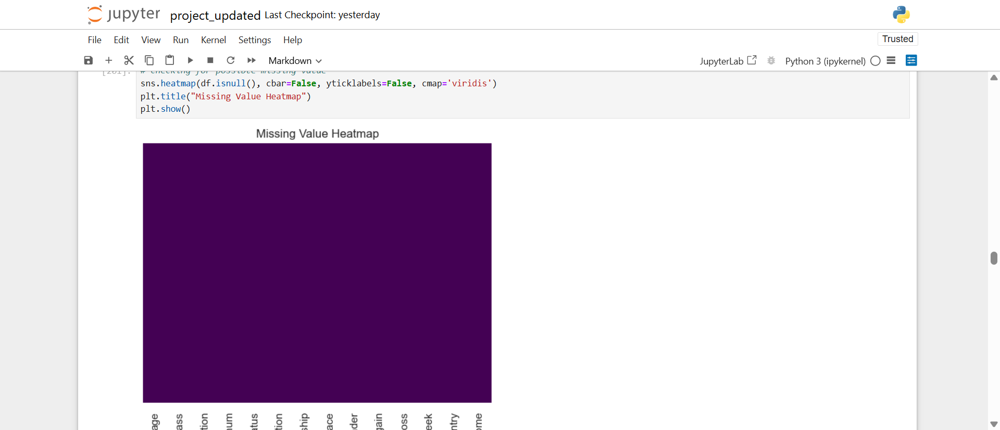 jupyter project_updated Last Checkpoint: yesterday
File Edit View Run Kernel Settings Help
Trusted
Markdown
JupyterLab
Python 3 (ipykernel)
[201]:
# checking for possible missing value
sns.heatmap(df.isnull(), cbar=False, yticklabels=False, cmap='viridis')
plt.title("Missing Value Heatmap")
plt.show()
Missing Value Heatmap
age
ass
tion
num
atus
tion
ship
ace
der
gain
oss
eek
ntry
ome